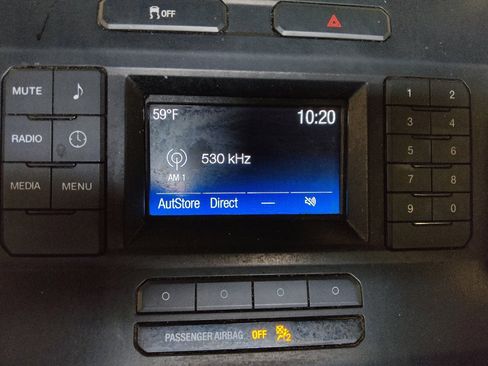 OFF
59°F
10:20
530 kHz
AM 1
AutStore Direct —
MUTE
RADIO
MEDIA MENU
1 2
3 4
5 6
7 8
9 0
PASSENGER AIRBAG OFF 2